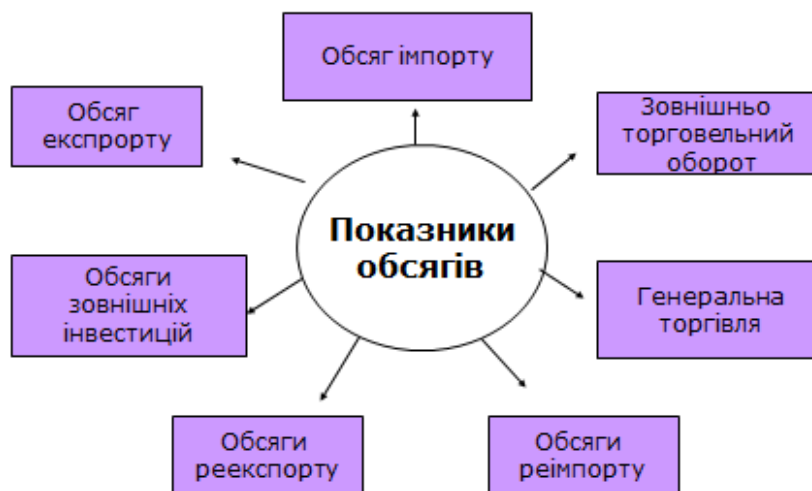 Обсяг імпорту
Обсяг
експрорту
Зовнішньо
торговельний
оборот
Показники
обсягів
Обсяги
зовнішніх
інвестицій
Генеральна
торгівля
Обсяги
реекспорту
Обсяги
реімпорту